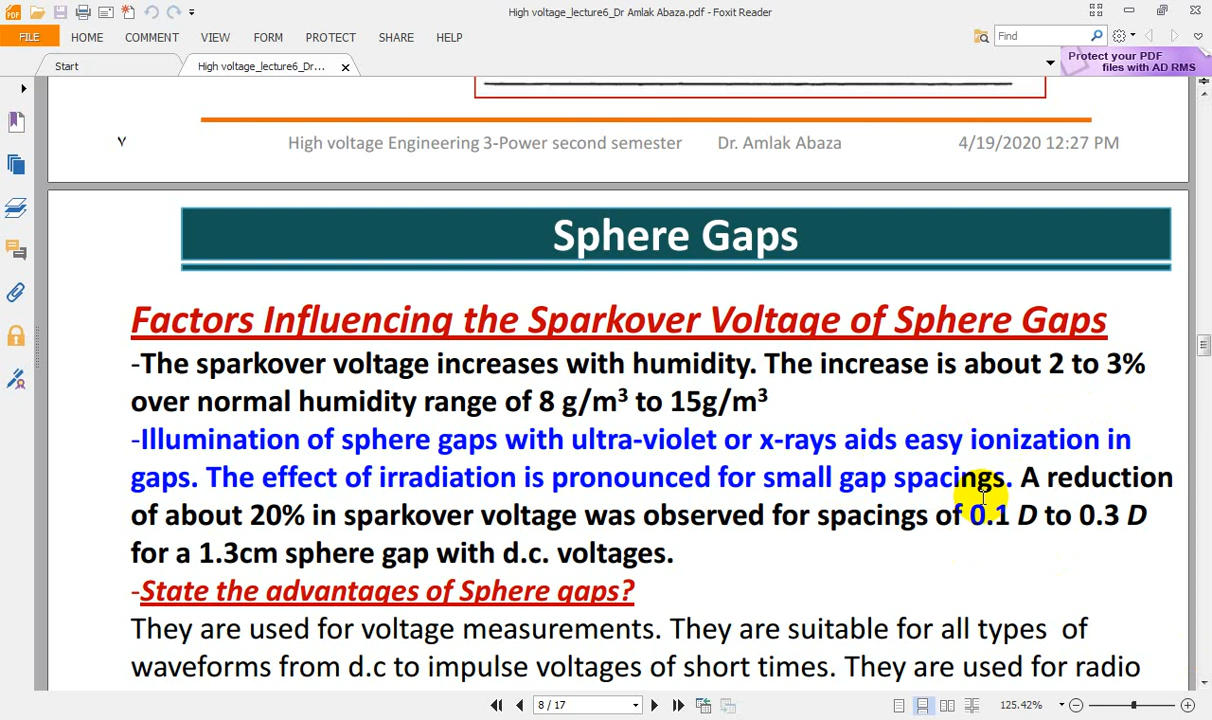 High voltage_lecture6_Dr Amlak Abaza.pdf - Foxit Reader
FILE HOME COMMENT VIEW FORM PROTECT SHARE HELP Find
Start High voltage_lecture6_Dr... Protect your PDF
files with AD RMS
٧ High voltage Engineering 3-Power second semester Dr. Amlak Abaza 4/19/2020 12:27 PM
Sphere Gaps
Factors Influencing the Sparkover Voltage of Sphere Gaps
-The sparkover voltage increases with humidity. The increase is about 2 to 3%
over normal humidity range of 8 g/m³ to 15g/m³
-Illumination of sphere gaps with ultra-violet or x-rays aids easy ionization in
gaps. The effect of irradiation is pronounced for small gap spacings. A reduction
of about 20% in sparkover voltage was observed for spacings of 0.1 D to 0.3 D
for a 1.3cm sphere gap with d.c. voltages.
-State the advantages of Sphere gaps?
They are used for voltage measurements. They are suitable for all types of
waveforms from d.c to impulse voltages of short times. They are used for radio
8 / 17 125.42%